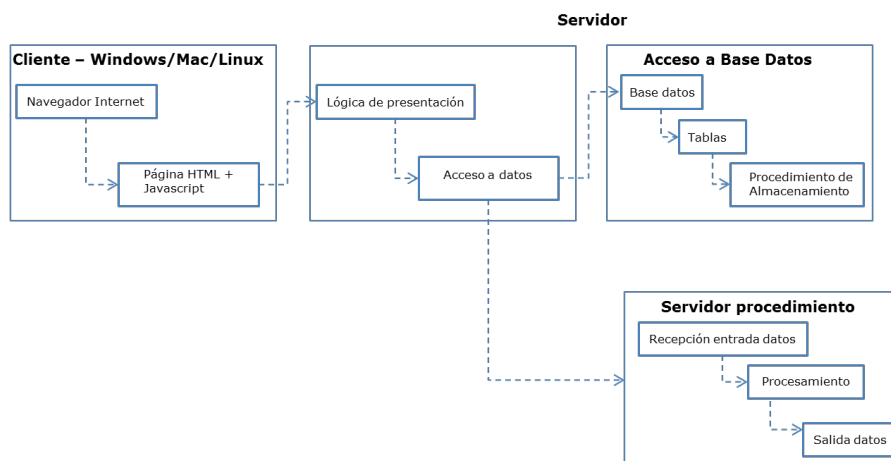 Servidor
Cliente – Windows/Mac/Linux
Navegador Internet
Página HTML +
Javascript
Lógica de presentación
Acceso a datos
Acceso a Base Datos
Base datos
Tablas
Procedimiento de
Almacenamiento
Servidor procedimiento
Recepción entrada datos
Procesamiento
Salida datos